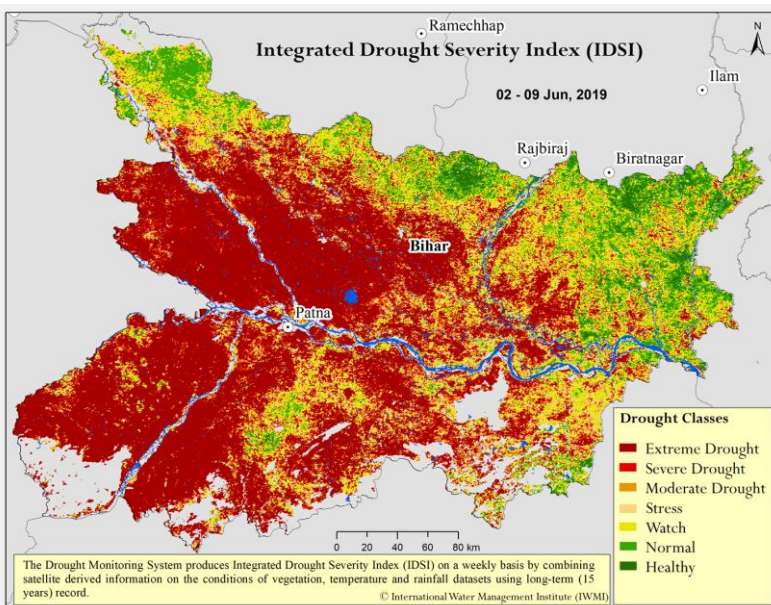 Ramechhap
N
Integrated Drought Severity Index (IDSI)
Ilam
02 - 09 Jun, 2019
Rajbiraj
Biratnagar
Bihar
Patna
Drought Classes
Extreme Drought
Severe Drought
Moderate Drought
Stress
Watch
Normal
Healthy
0 20 40 80 km
The Drought Monitoring System produces Integrated Drought Severity Index (IDSI) on a weekly basis by combining
satellite derived information on the conditions of vegetation, temperature and rainfall datasets using long-term (15
years) record.
© International Water Management Institute (IWMI)